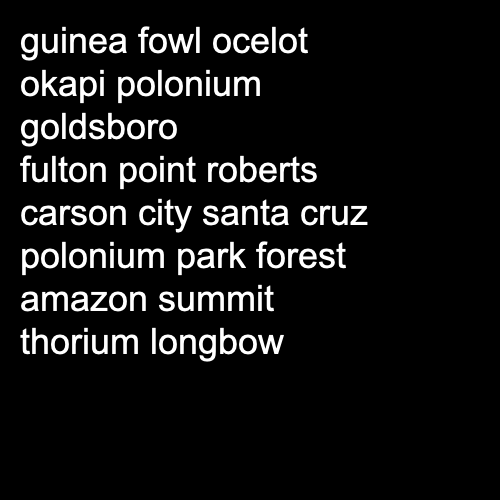 guinea fowl ocelot
okapi polonium
goldsboro
fulton point roberts
carson city santa cruz
polonium park forest
amazon summit
thorium longbow